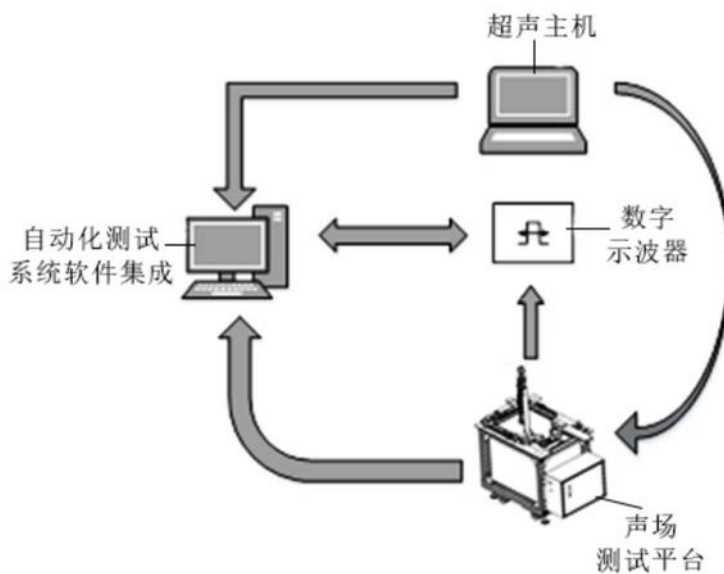 超声主机
自动化测试
系统软件集成
数字
示波器
声场
测试平台